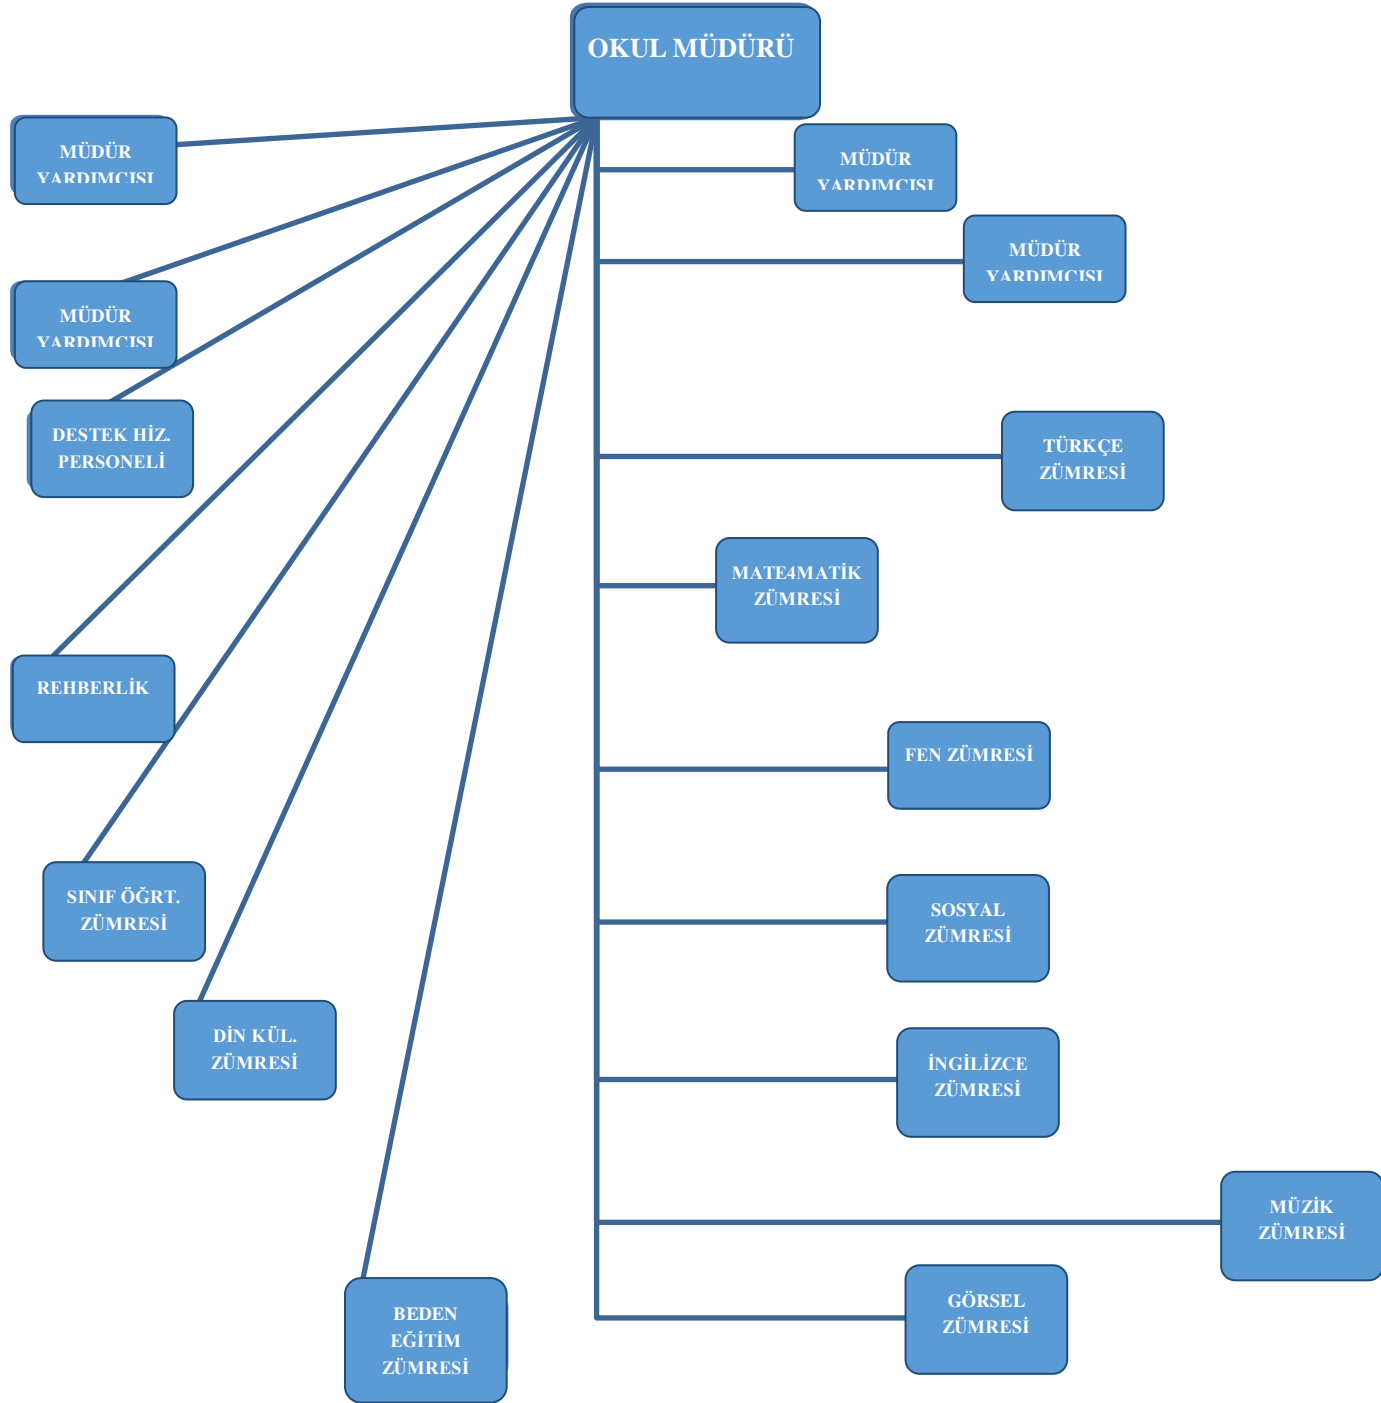 OKUL MÜDÜRÜ
MÜDÜR
YARDIMCISI
MÜDÜR
YARDIMCISI
MÜDÜR
YARDIMCISI
MÜDÜR
YARDIMCISI
DESTEK HİZ.
PERSONELİ
TÜRKÇE
ZÜMRESİ
MATE4MATİK
ZÜMRESİ
REHBERLİK
FEN ZÜMRESİ
SINIF ÖĞRT.
ZÜMRESİ
SOSYAL
ZÜMRESİ
DİN KÜL.
ZÜMRESİ
İNGİLİZCE
ZÜMRESİ
MÜZİK
ZÜMRESİ
GÖRSEL
ZÜMRESİ
BEDEN
EĞİTİM
ZÜMRESİ